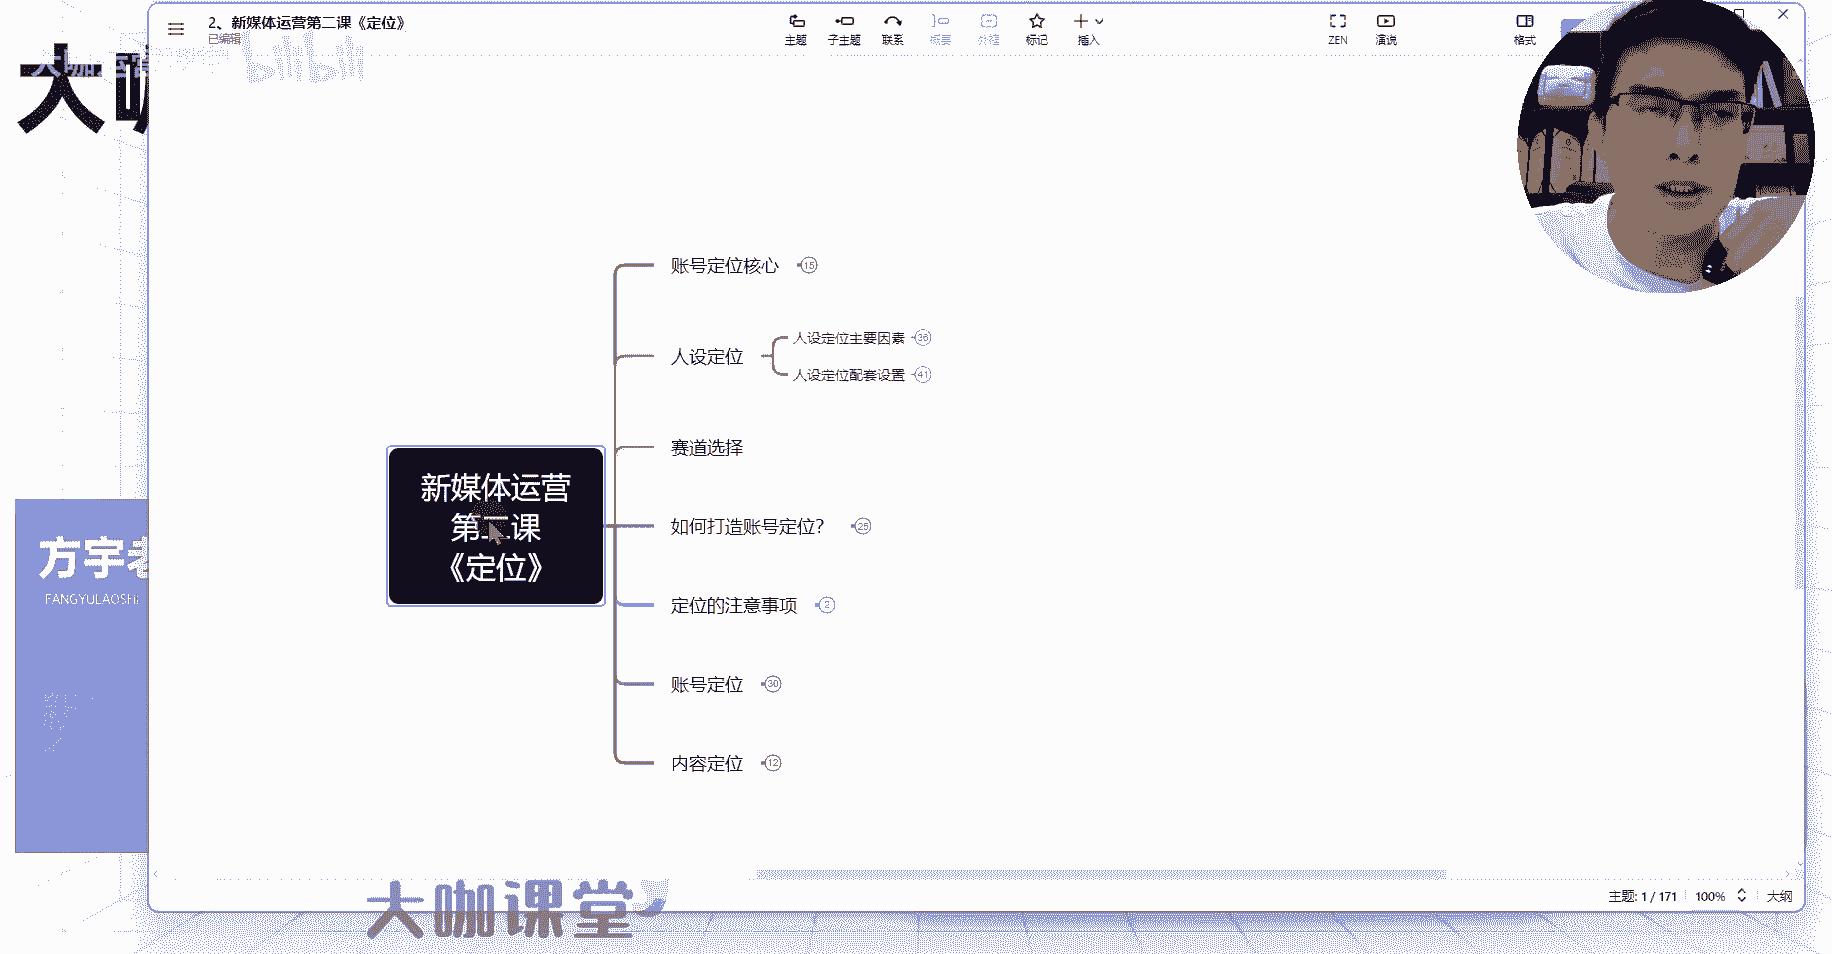 2、新媒体运营第二课《定位》
已编辑
主题
子主题
联系
概要
外框
标记
插入
ZEN
演说
格式
大咖运营
bilibili
大咖
账号定位核心 15
人设定位
人设定位主要因素 36
人设定位配套设置 41
赛道选择
新媒体运营
第二课
《定位》
如何打造账号定位？ 25
定位的注意事项 2
账号定位 30
内容定位 12
方宇老
FANGYULAOSHI
大咖课堂
主题: 1 / 171
100%
大纲